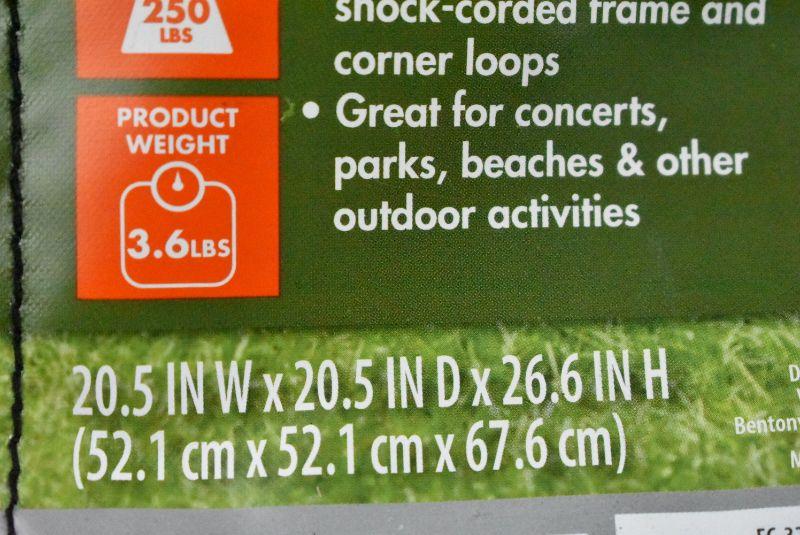 250
LBS
shock-corded frame and
corner loops
PRODUCT
WEIGHT
3.6LBS
• Great for concerts,
parks, beaches & other
outdoor activities
20.5 IN W x 20.5 IN D x 26.6 IN H
(52.1 cm x 52.1 cm x 67.6 cm)